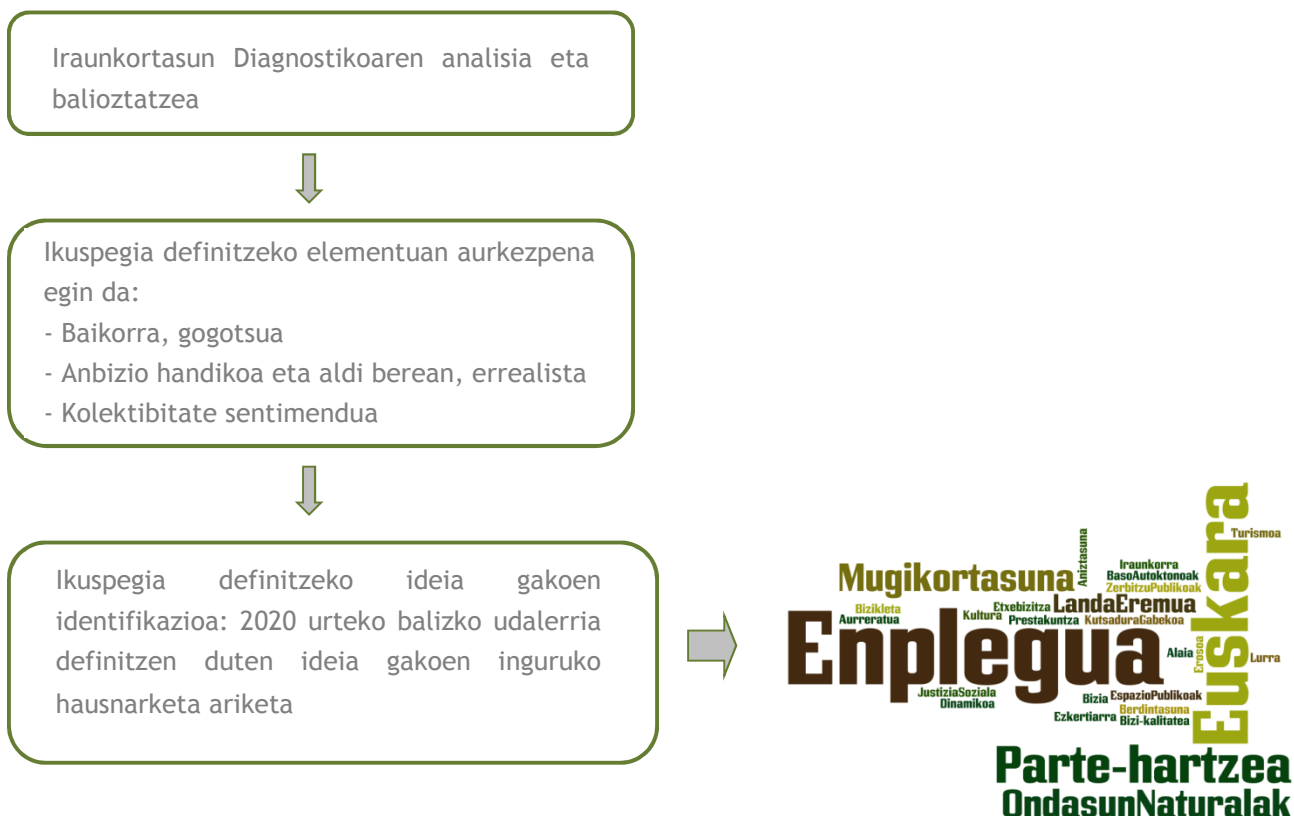 Iraunkortasun Diagnostikoaren analisia eta
balioztatzea
Ikuspegia definitzeko elementuan aurkezpena
egin da:
- Baikorra, gogotsua
- Anbizio handikoa eta aldi berean, errealista
- Kolektibitate sentimendua
Ikuspegia definitzeko ideia gakoen
identifikazioa: 2020 urteko balizko udalerria
definitzen duten ideia gakoen inguruko
hausnarketa ariketa
Euskara
Turismoa
Aniztasuna
Mugikortasuna
Iraunkorra
BasoAutoktonoak
ZerbitzuPublikoak
Bizikleta
Aurreratua
Kultura
Etxebizitza
LandaEremua
Prestakuntza
KutsaduraGabekoa
Enplegua
Alaia
Erosoa
Lurra
JustiziaSoziala
Dinamikoa
Bizia
EspazioPublikoak
Berdintasuna
Ezkertiarra
Bizi-kalitatea
Parte-hartzea
OndasunNaturalak